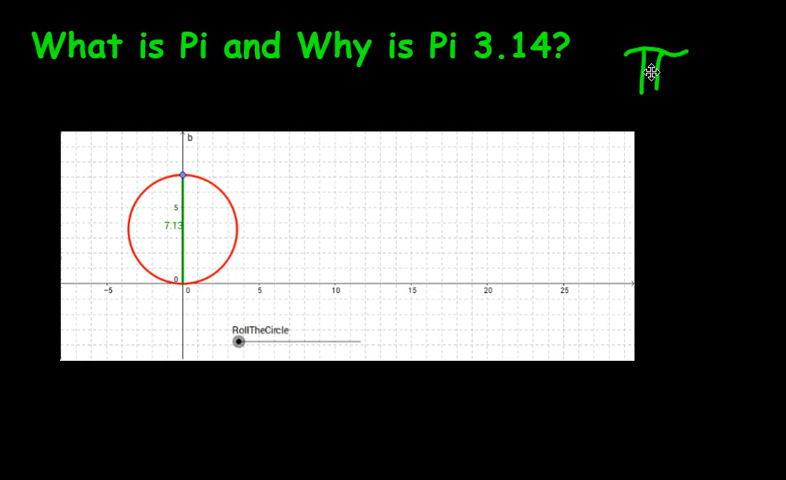 What is Pi and Why is Pi 3.14?
π
b
5
7.13
0
-5 0 5 10 15 20 25
RollTheCircle